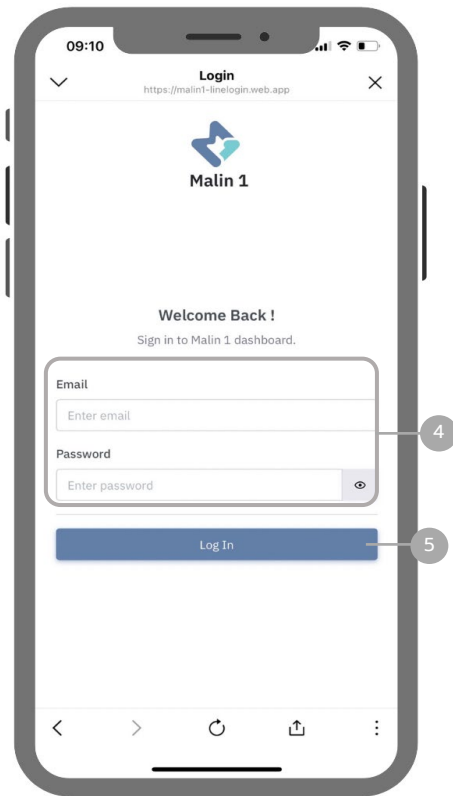 09:10
Login
https://malin1-linelogin.web.app
Malin 1
Welcome Back !
Sign in to Malin 1 dashboard.
Email
Enter email
4
Password
Enter password
Log In
5